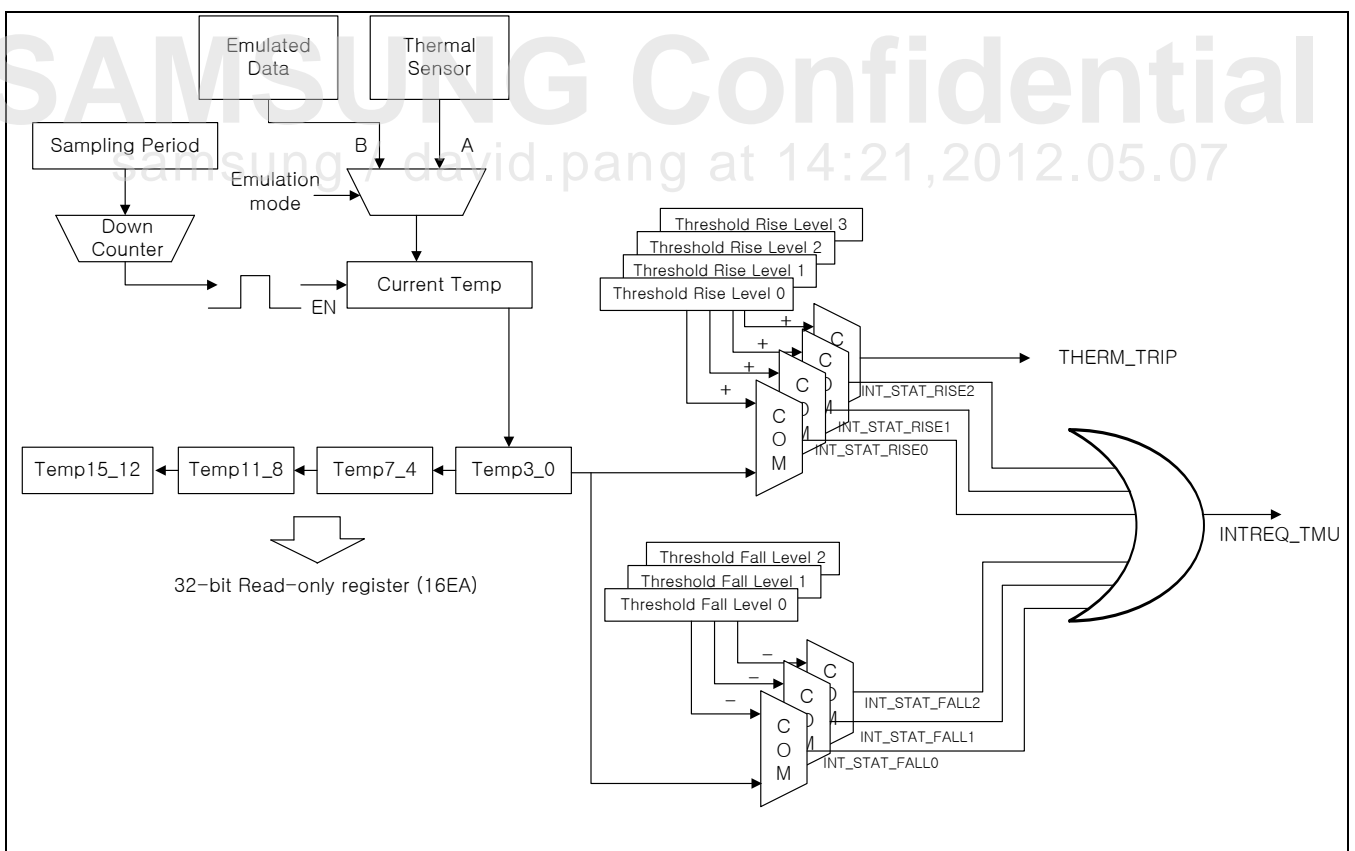 SAMSUNG Confidential
samsung / david.pang at 14:21,2012.05.07
Emulated
Data
Thermal
Sensor
Sampling Period
B
A
Emulation
mode
Down
Counter
EN
Current Temp
Threshold Rise Level 3
Threshold Rise Level 2
Threshold Rise Level 1
Threshold Rise Level 0
+
+
+
+
C
C
O
M
C
O
M
C
O
M
THERM_TRIP
INT_STAT_RISE2
INT_STAT_RISE1
INT_STAT_RISE0
Temp15_12
Temp11_8
Temp7_4
Temp3_0
32-bit Read-only register (16EA)
INTREQ_TMU
Threshold Fall Level 2
Threshold Fall Level 1
Threshold Fall Level 0
-
-
-
C
O
M
C
O
M
C
O
M
INT_STAT_FALL2
INT_STAT_FALL1
INT_STAT_FALL0